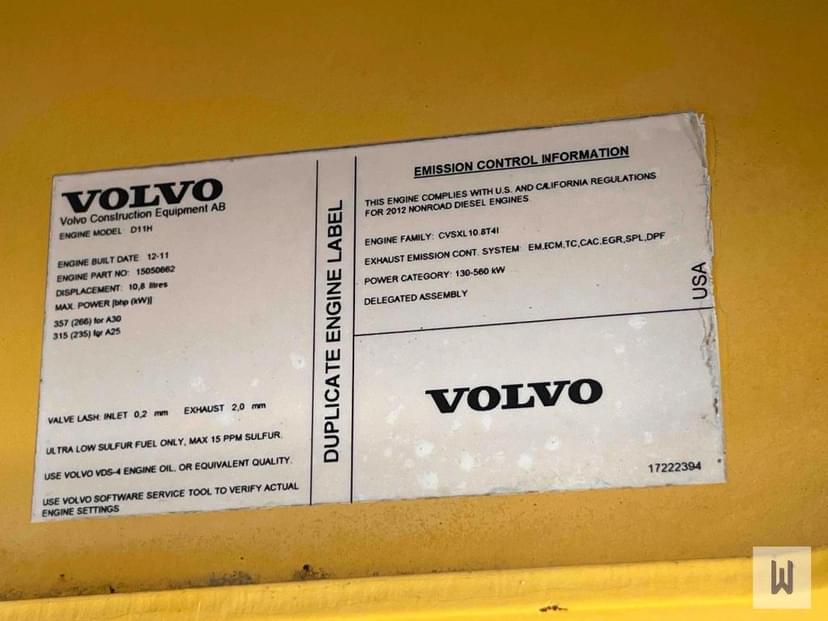 VOLVO
Volvo Construction Equipment AB
ENGINE MODEL: D11H
ENGINE BUILT DATE 12-11
ENGINE PART NO: 15050662
DISPLACEMENT: 10,8 litres
MAX. POWER [bhp (kW)]
357 (266) for A30
315 (235) for A25
VALVE LASH: INLET 0,2 mm EXHAUST 2,0 mm
ULTRA LOW SULFUR FUEL ONLY, MAX 15 PPM SULFUR.
USE VOLVO VDS-4 ENGINE OIL, OR EQUIVALENT QUALITY.
USE VOLVO SOFTWARE SERVICE TOOL TO VERIFY ACTUAL
ENGINE SETTINGS
DUPLICATE ENGINE LABEL
EMISSION CONTROL INFORMATION
THIS ENGINE COMPLIES WITH U.S. AND CALIFORNIA REGULATIONS
FOR 2012 NONROAD DIESEL ENGINES
ENGINE FAMILY: CVSXL10.8T4I
EXHAUST EMISSION CONT. SYSTEM: EM,ECM,TC,CAC,EGR,SPL,DPF
POWER CATEGORY: 130-560 kW
DELEGATED ASSEMBLY
USA
VOLVO
17222394
W